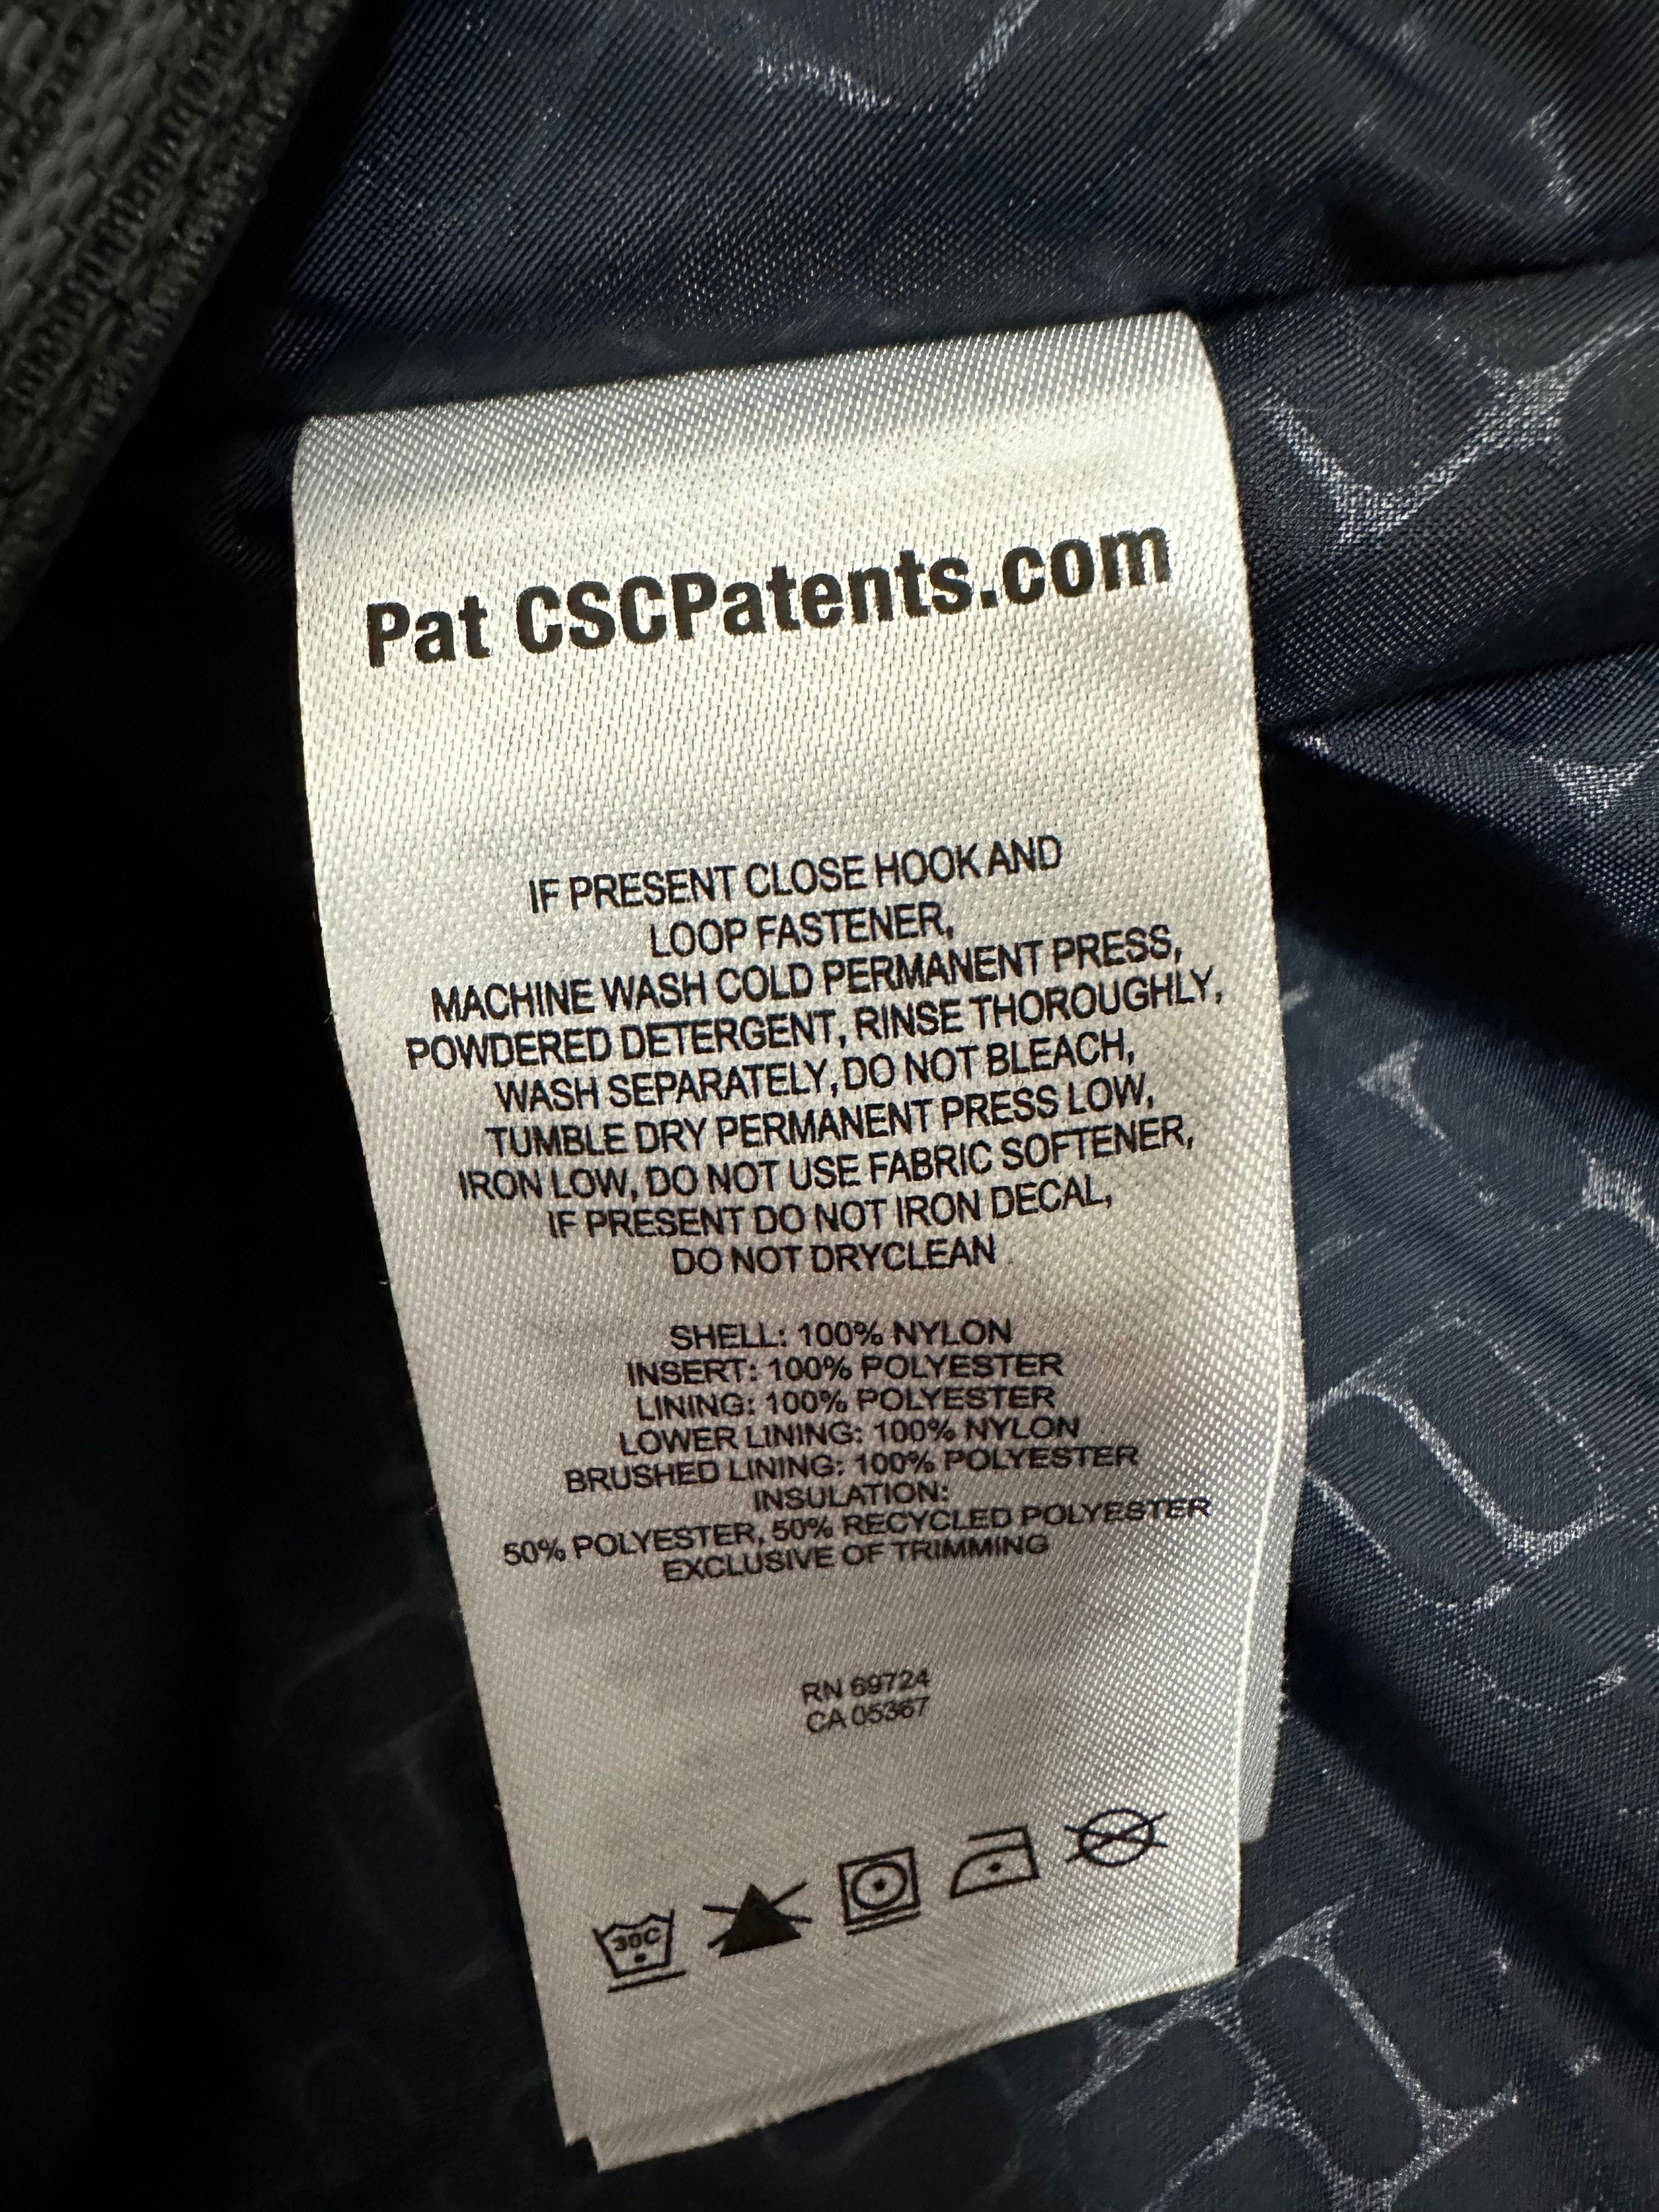 Pat CSCPatents.com
IF PRESENT CLOSE HOOK AND
LOOP FASTENER,
MACHINE WASH COLD PERMANENT PRESS,
POWDERED DETERGENT, RINSE THOROUGHLY,
WASH SEPARATELY, DO NOT BLEACH,
TUMBLE DRY PERMANENT PRESS LOW,
IRON LOW, DO NOT USE FABRIC SOFTENER,
IF PRESENT DO NOT IRON DECAL,
DO NOT DRYCLEAN
SHELL: 100% NYLON
INSERT: 100% POLYESTER
LINING: 100% POLYESTER
LOWER LINING: 100% NYLON
BRUSHED LINING: 100% POLYESTER
INSULATION:
50% POLYESTER, 50% RECYCLED POLYESTER
EXCLUSIVE OF TRIMMING
RN 69724
CA 05367
30C